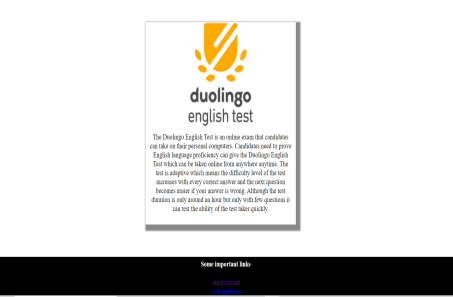 duolingo
english test
The Duolingo English Test is an online exam that candidates
can take on their personal computers. Candidates need to prove
English language proficiency can give the Duolingo English
Test which can be taken online from anywhere anytime. The
test is adaptive which means the difficulty level of the test
increases with every correct answer and the next question
becomes easier if your answer is wrong. Although the test
duration is only around an hour but only with few questions it
can test the ability of the test taker quickly.
Some important links